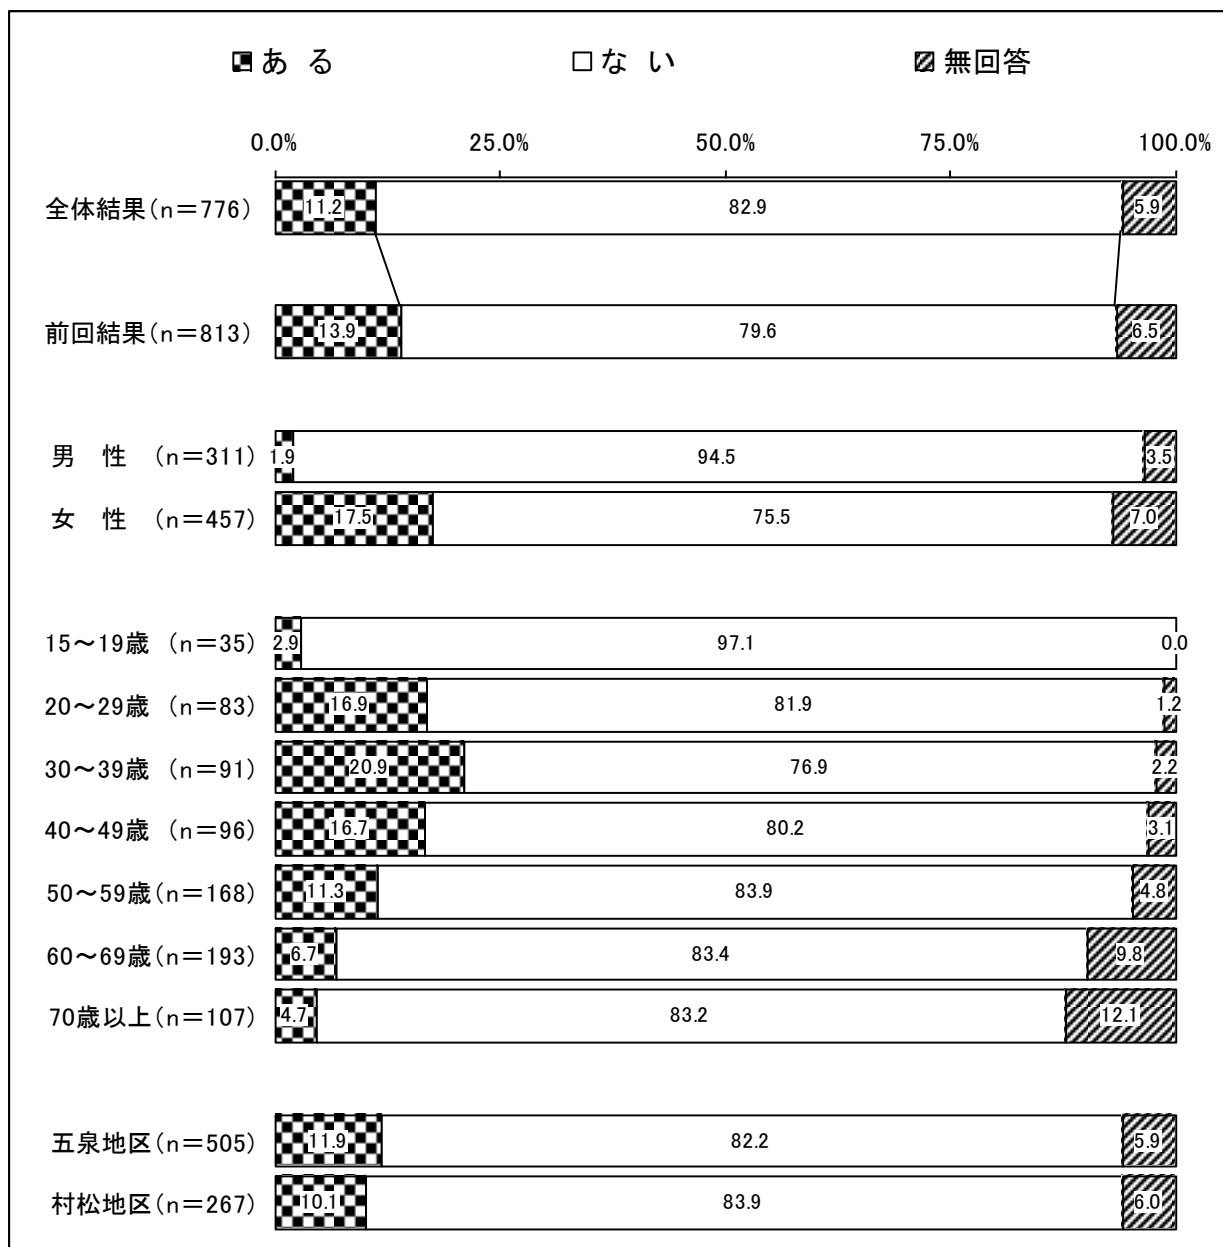 あ る な い 無回答
0.0% 25.0% 50.0% 75.0% 100.0%
全体結果(n=776) 11.2 82.9 5.9
前回結果(n=813) 13.9 79.6 6.5
男 性 (n=311) 1.9 94.5 3.5
女 性 (n=457) 17.5 75.5 7.0
15～19歳 (n=35) 2.9 97.1 0.0
20～29歳 (n=83) 16.9 81.9 1.2
30～39歳 (n=91) 20.9 76.9 2.2
40～49歳 (n=96) 16.7 80.2 3.1
50～59歳(n=168) 11.3 83.9 4.8
60～69歳(n=193) 6.7 83.4 9.8
70歳以上(n=107) 4.7 83.2 12.1
五泉地区(n=505) 11.9 82.2 5.9
村松地区(n=267) 10.1 83.9 6.0